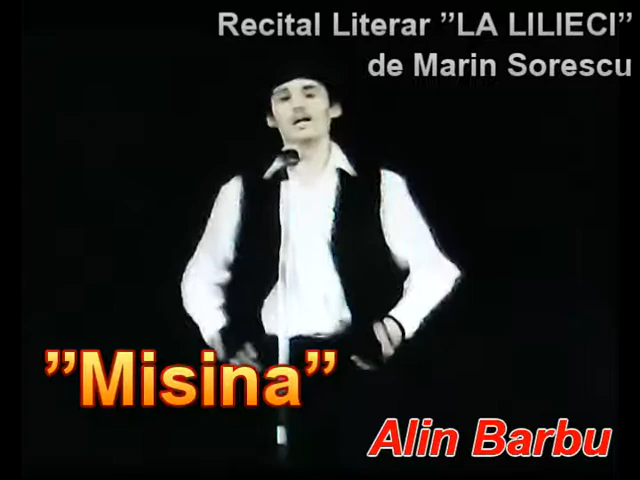 Recital Literar ”LA LILIECI”
de Marin Sorescu
”Misina”
Alin Barbu